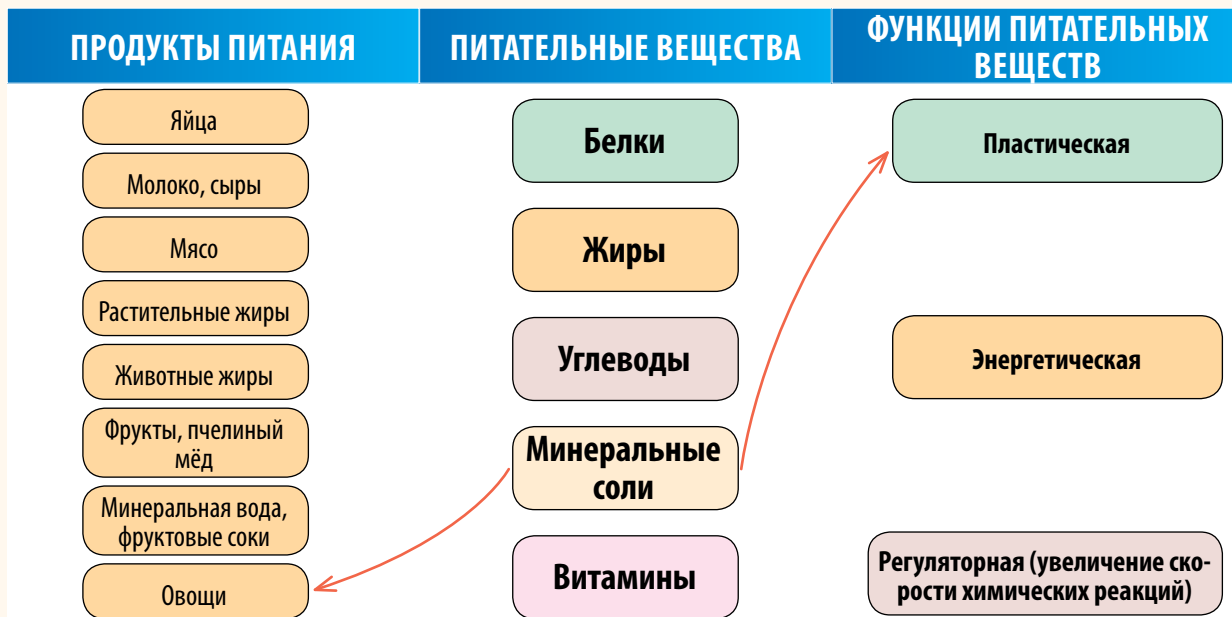 ПРОДУКТЫ ПИТАНИЯ
ПИТАТЕЛЬНЫЕ ВЕЩЕСТВА
ФУНКЦИИ ПИТАТЕЛЬНЫХ
ВЕЩЕСТВ
Яйца
Молоко, сыры
Мясо
Растительные жиры
Животные жиры
Фрукты, пчелиный
мёд
Минеральная вода,
фруктовые соки
Овощи
Белки
Жиры
Углеводы
Минеральные
соли
Витамины
Пластическая
Энергетическая
Регуляторная (увеличение ско-
рости химических реакций)